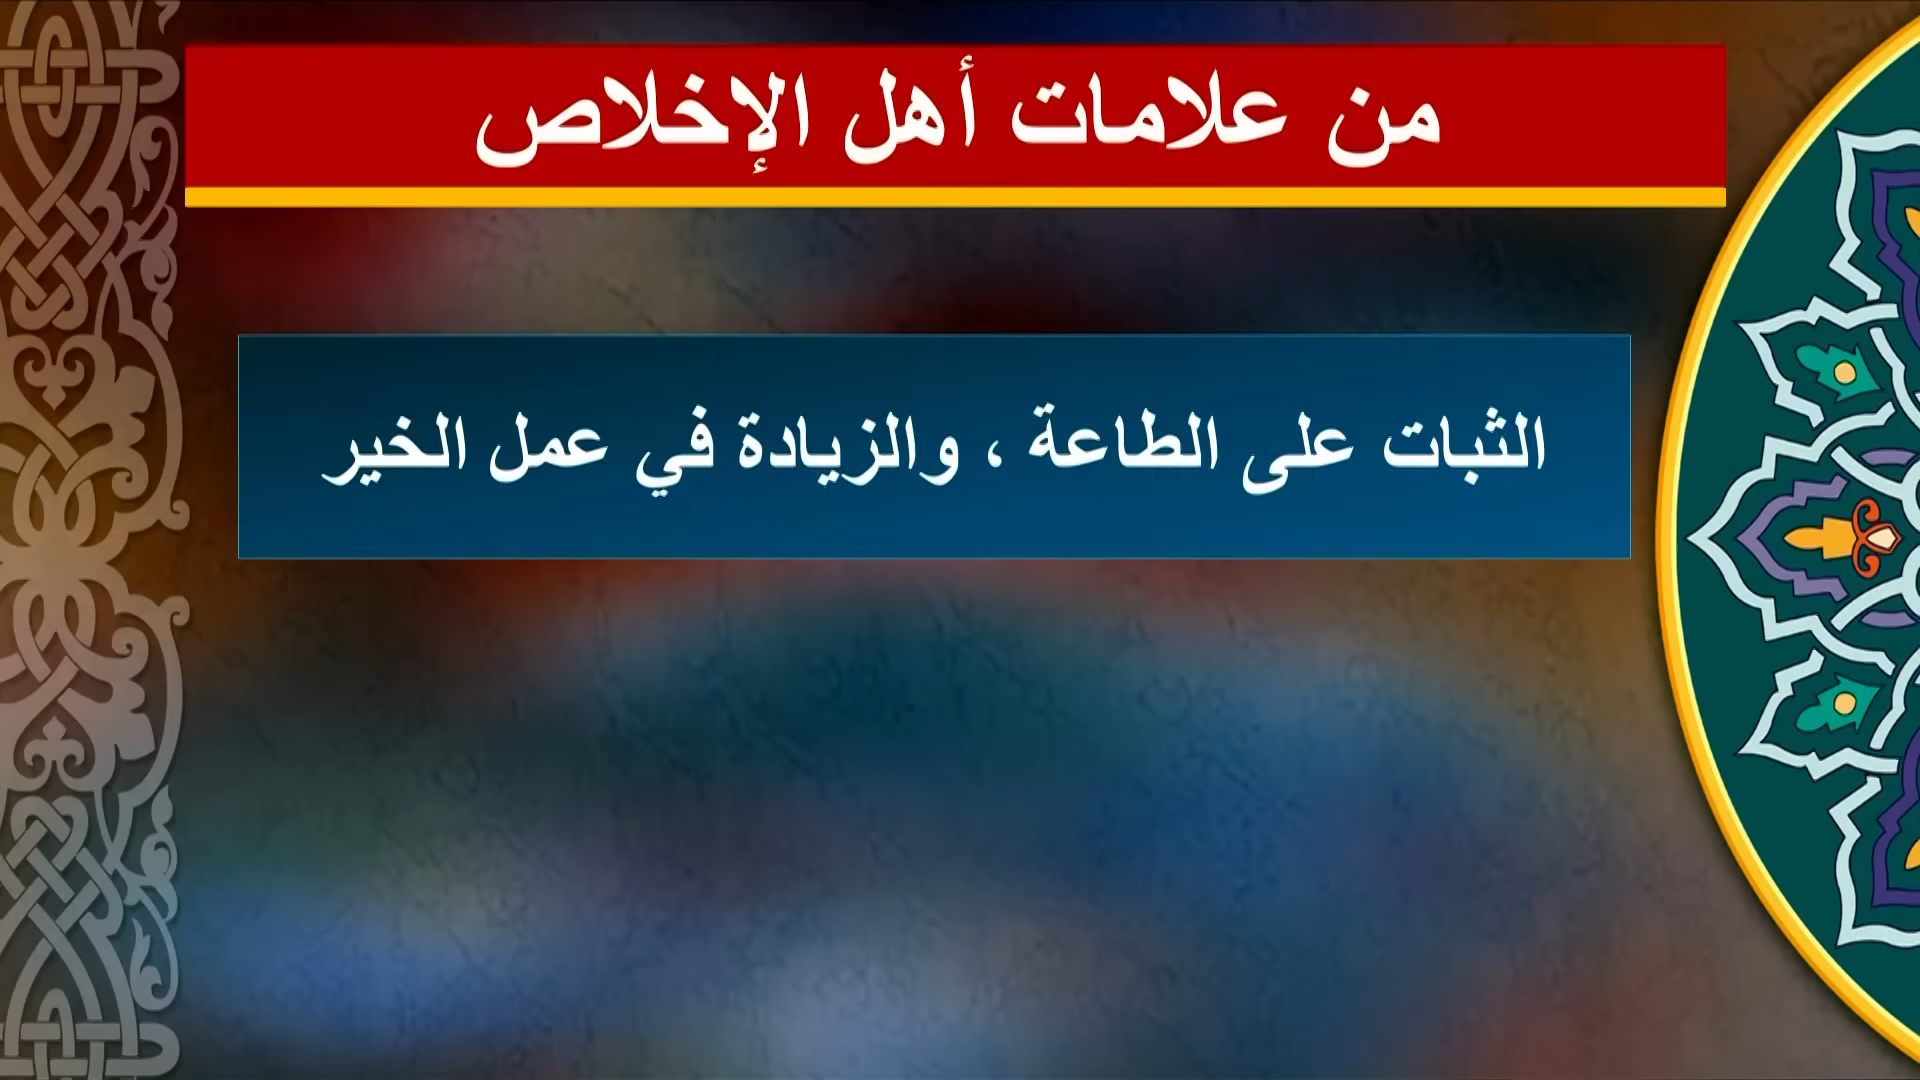 من علامات أهل الإخلاص
الثبات على الطاعة ، والزيادة في عمل الخير